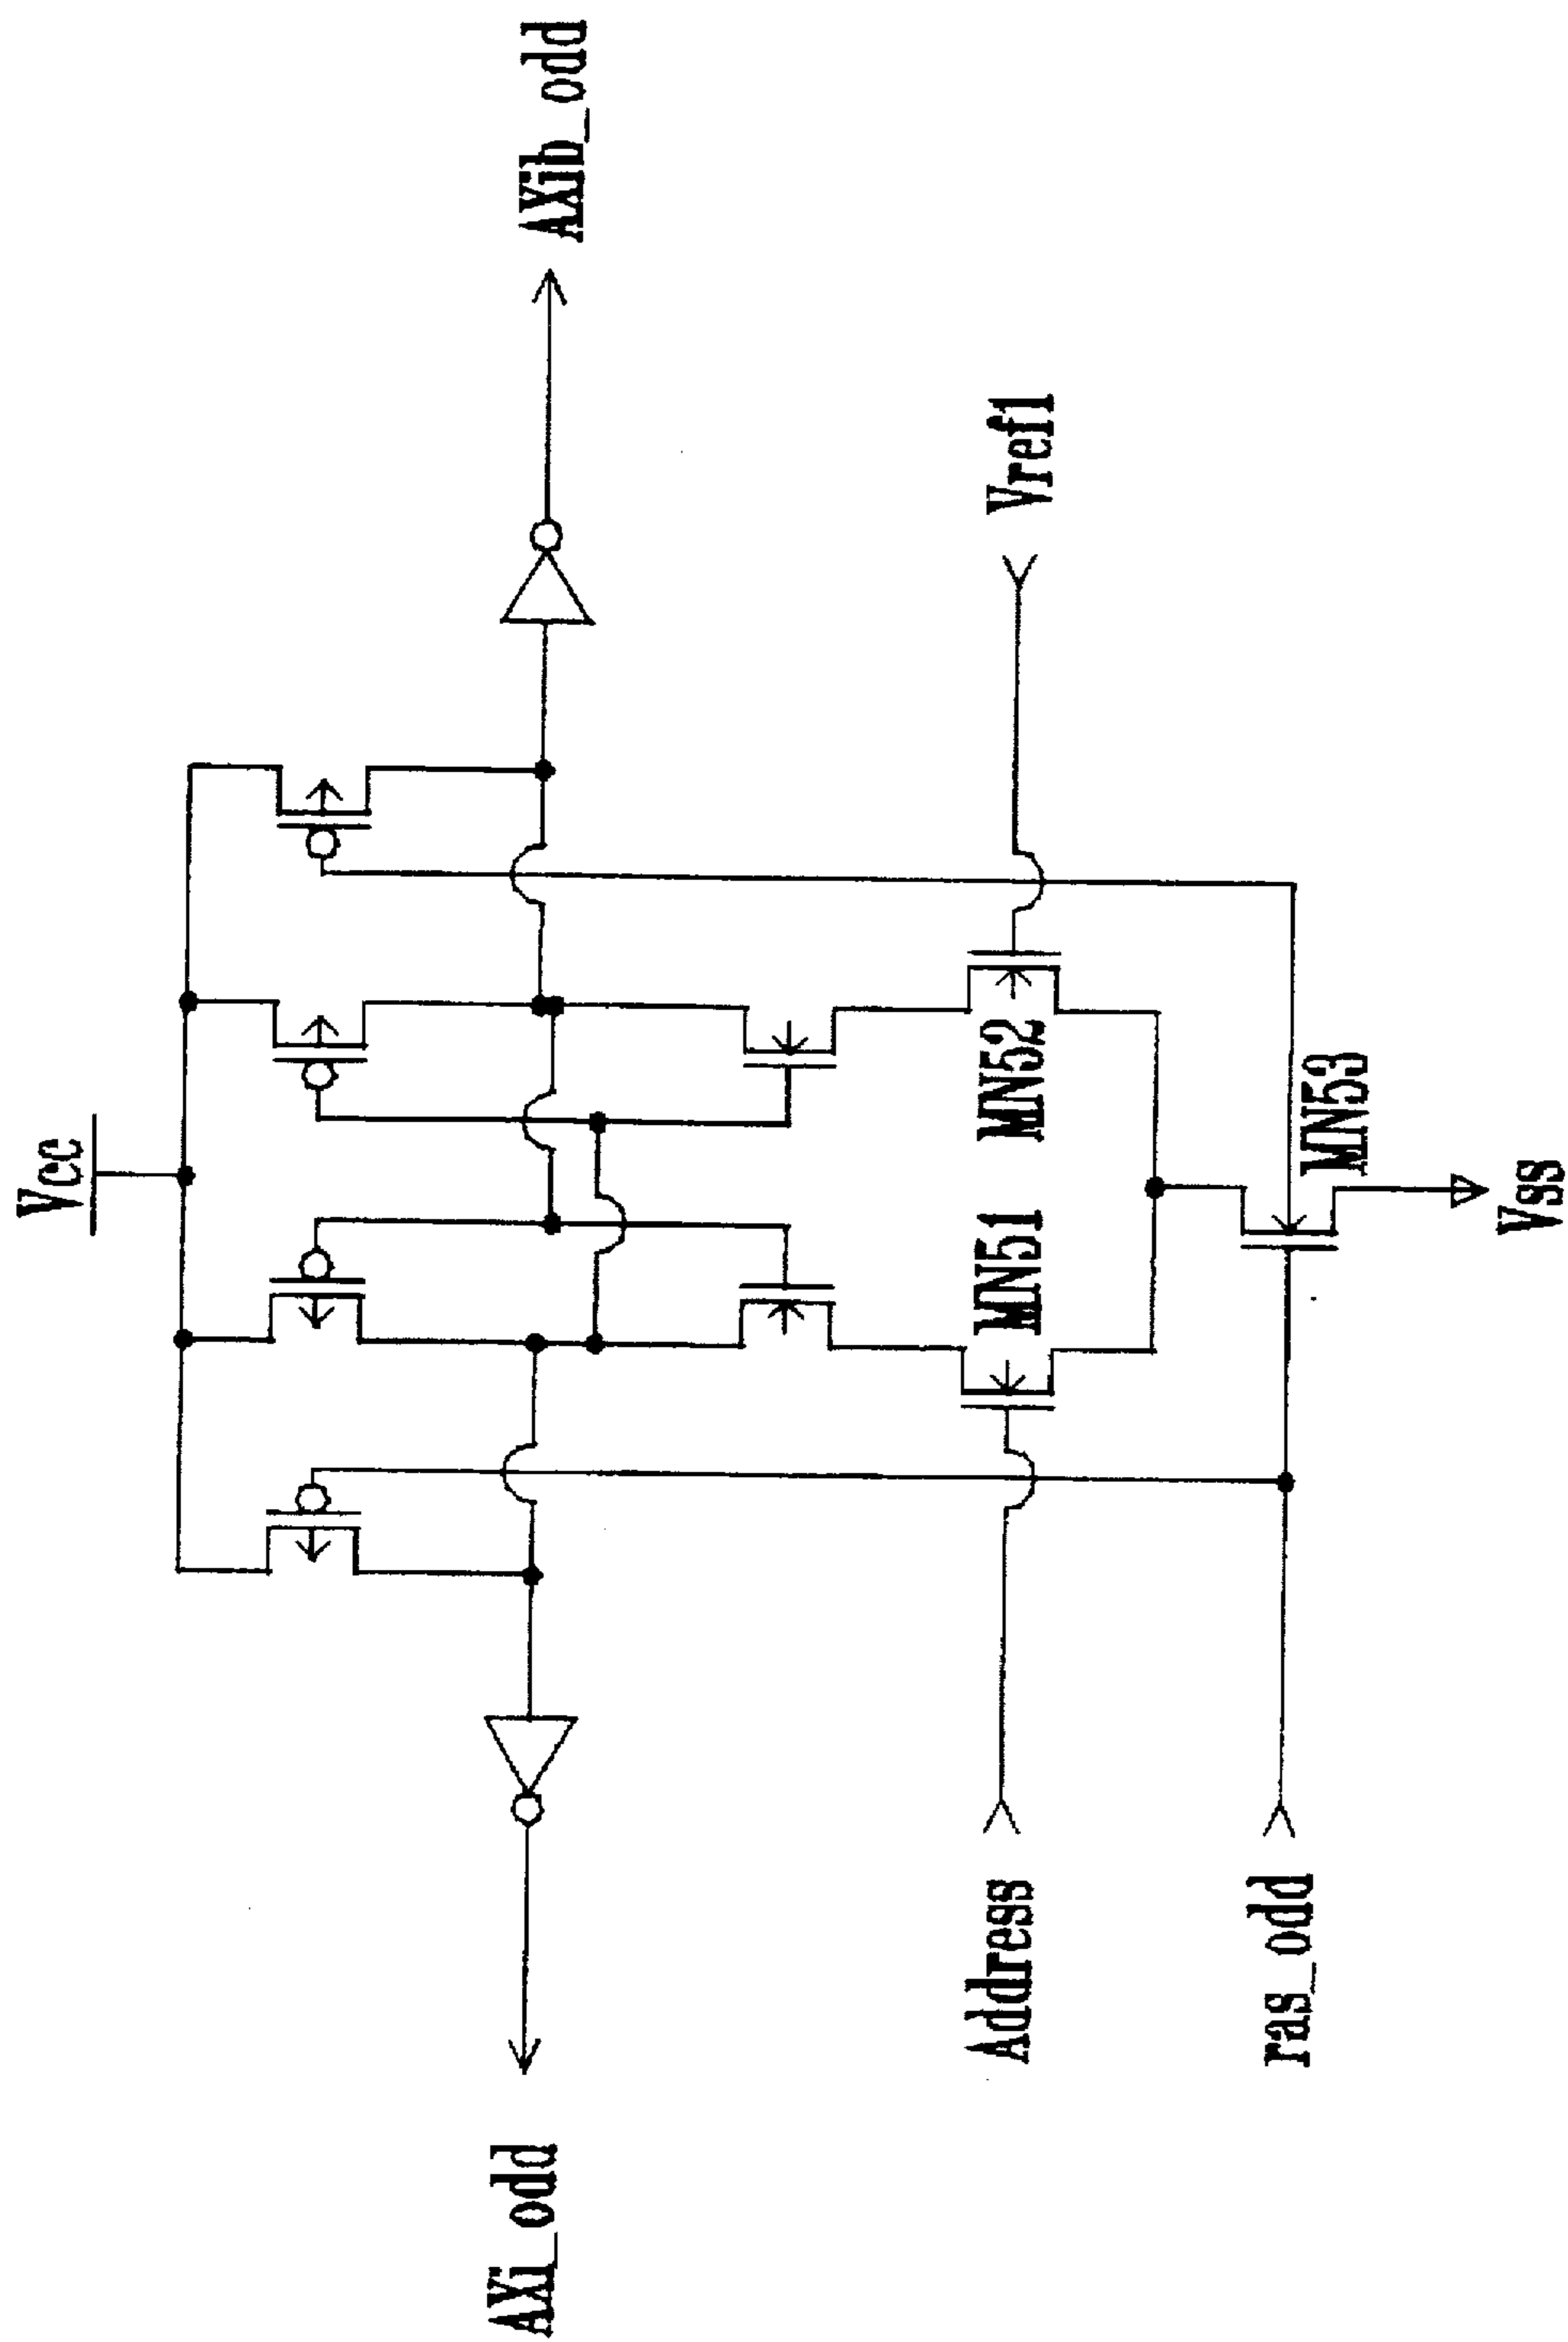 Vcc
AXi_odd
AXib_odd
Address
MN51
MN52
Vref1
ras_odd
MN53
Vss